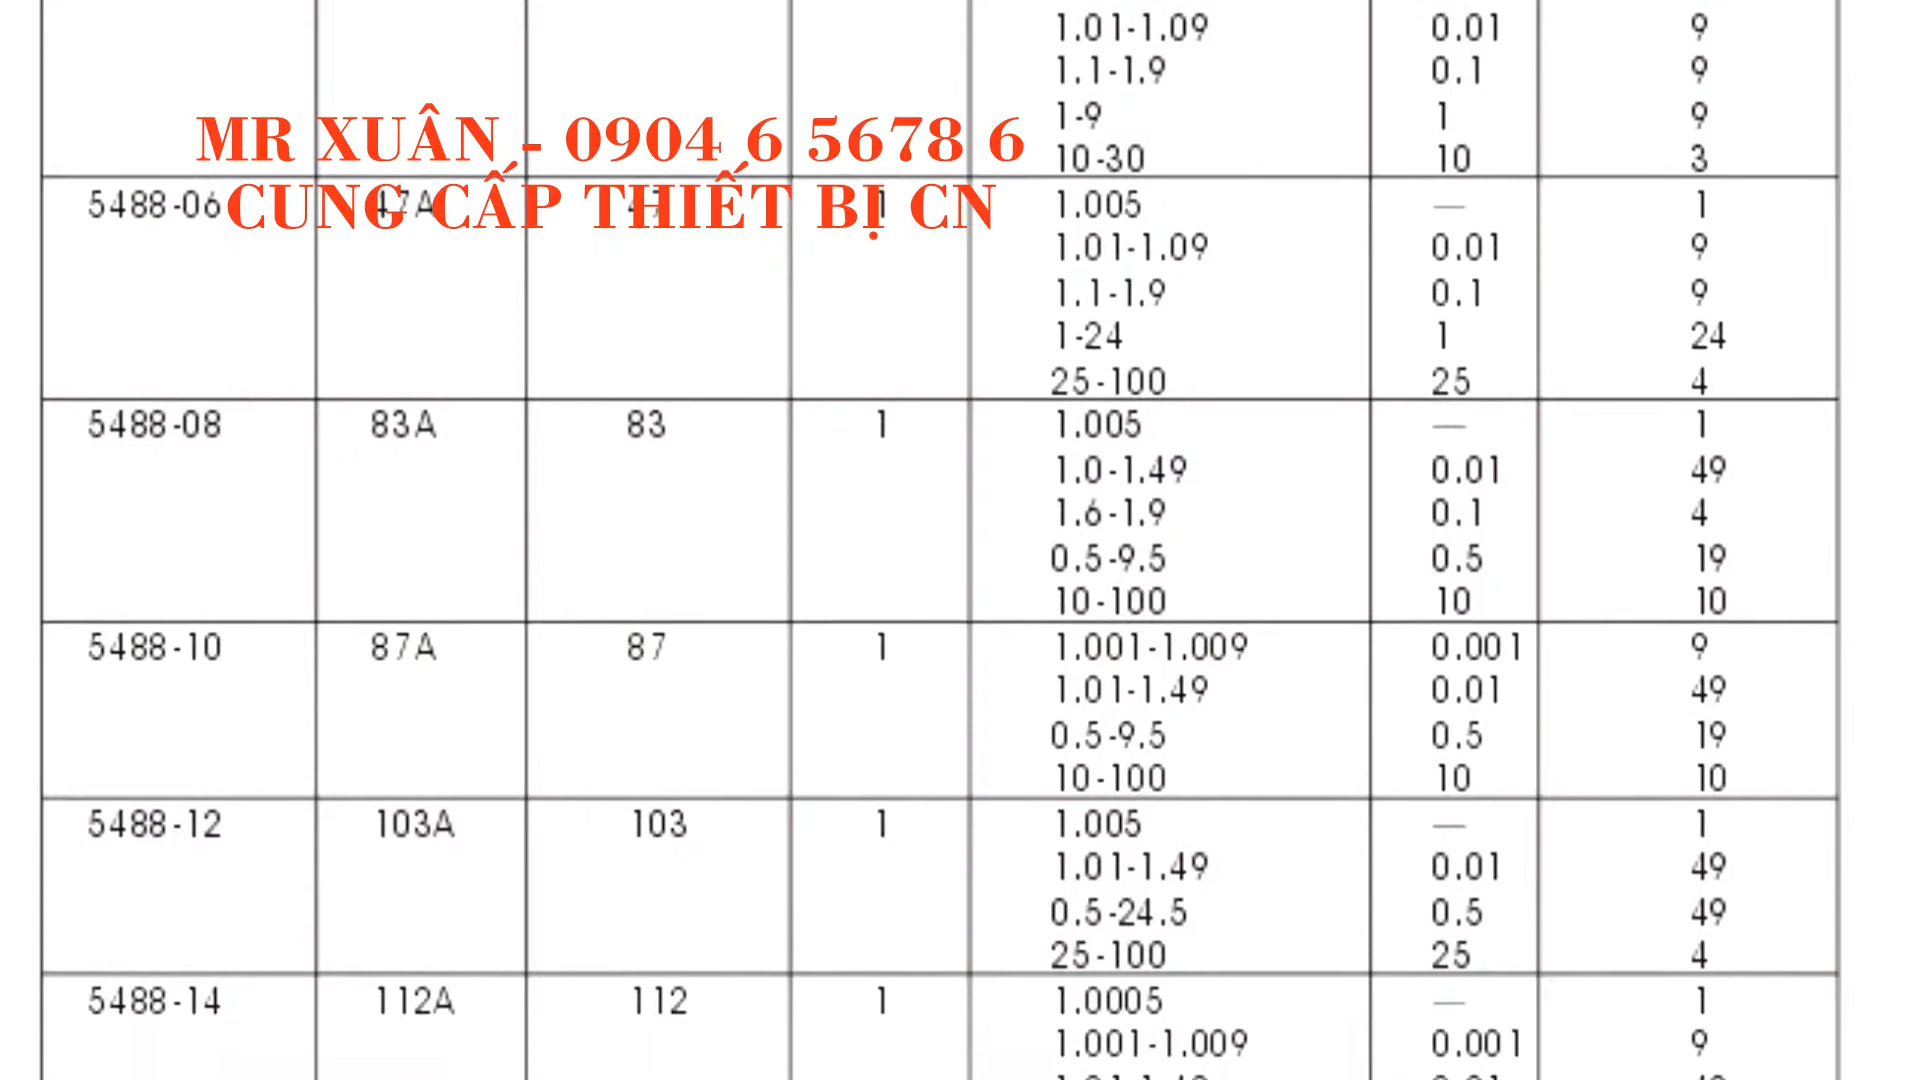 1.01-1.09 0.01 9
1.1-1.9 0.1 9
1-9 1 9
10-30 10 3
MR XUÂN - 0904 6 5678 6
CUNG CẤP THIẾT BỊ CN
5488-06 47A 47 1 1.005 — 1
1.01-1.09 0.01 9
1.1-1.9 0.1 9
1-24 1 24
25-100 25 4
5488-08 83A 83 1 1.005 — 1
1.0-1.49 0.01 49
1.6-1.9 0.1 4
0.5-9.5 0.5 19
10-100 10 10
5488-10 87A 87 1 1.001-1.009 0.001 9
1.01-1.49 0.01 49
0.5-9.5 0.5 19
10-100 10 10
5488-12 103A 103 1 1.005 — 1
1.01-1.49 0.01 49
0.5-24.5 0.5 49
25-100 25 4
5488-14 112A 112 1 1.0005 — 1
1.001-1.009 0.001 9